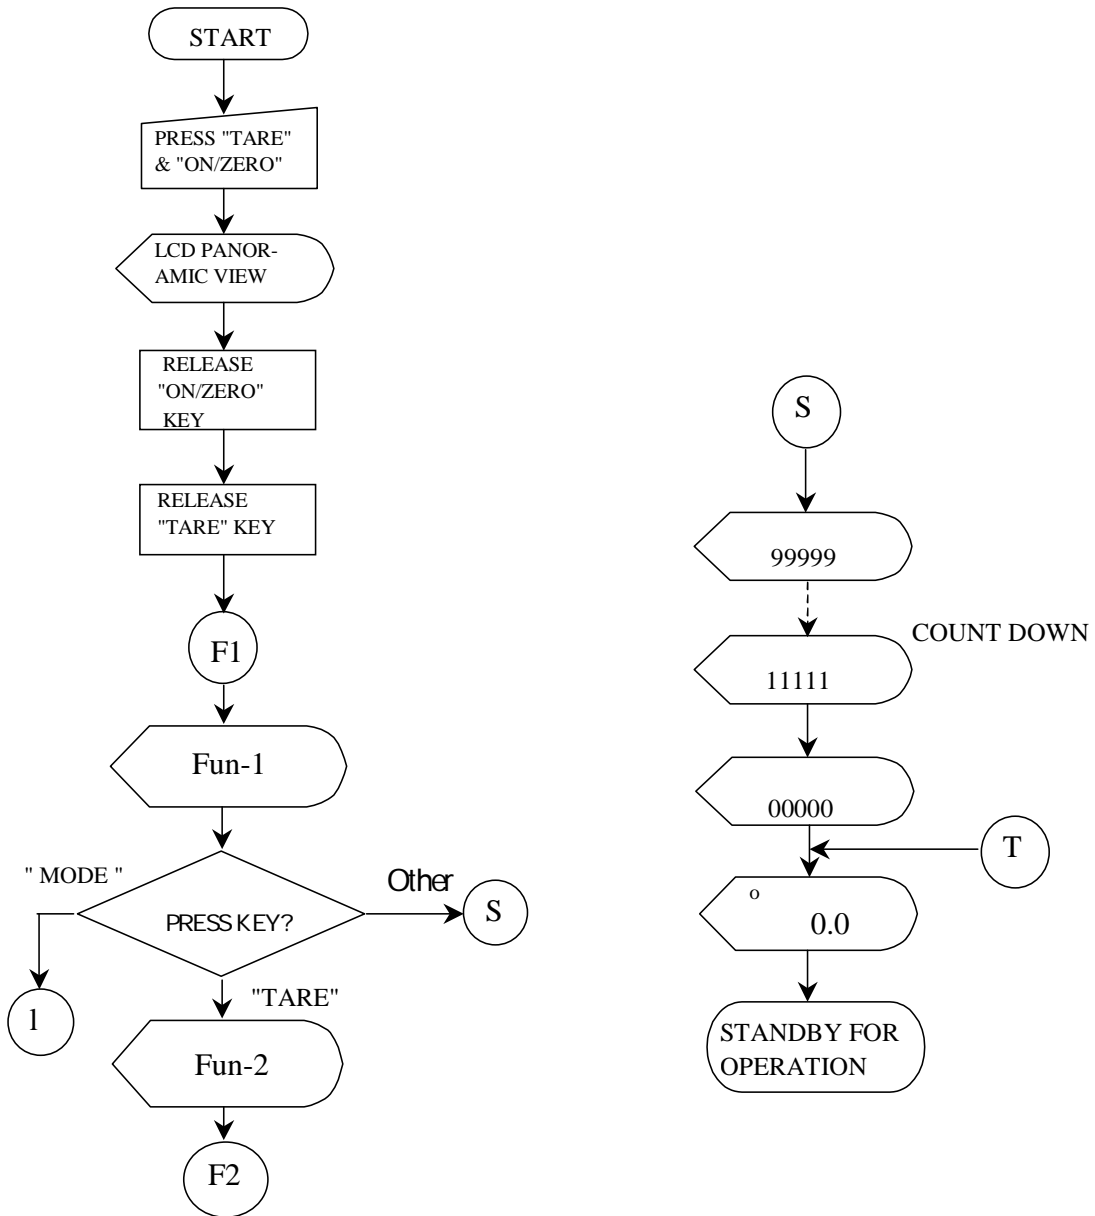 START
PRESS "TARE"
& "ON/ZERO"
LCD PANOR-
AMIC VIEW
RELEASE
"ON/ZERO"
KEY
RELEASE
"TARE" KEY
F1
Fun-1
" MODE "
PRESS KEY?
Other
S
1
"TARE"
Fun-2
F2
S
99999
COUNT DOWN
11111
00000
T
o
0.0
STANDBY FOR
OPERATION